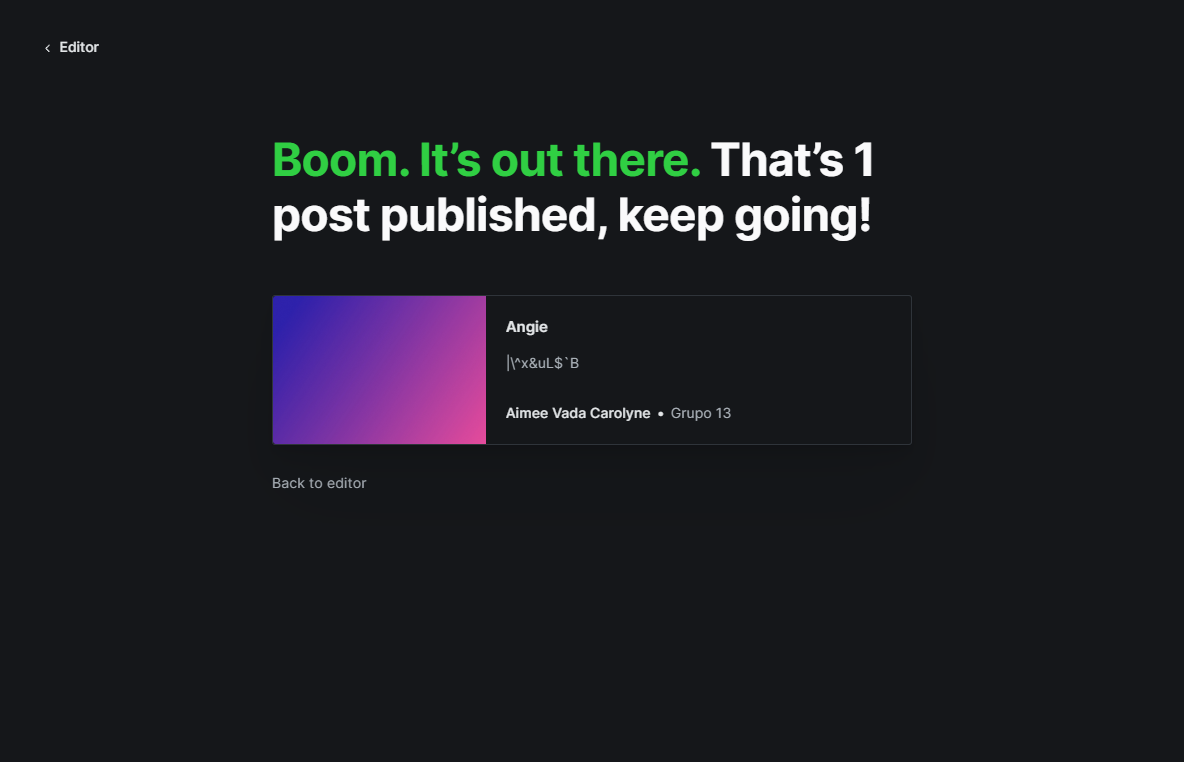 Editor
Boom. It’s out there. That’s 1
post published, keep going!
Angie
|\^x&uL$`B
Aimee Vada Carolyne • Grupo 13
Back to editor